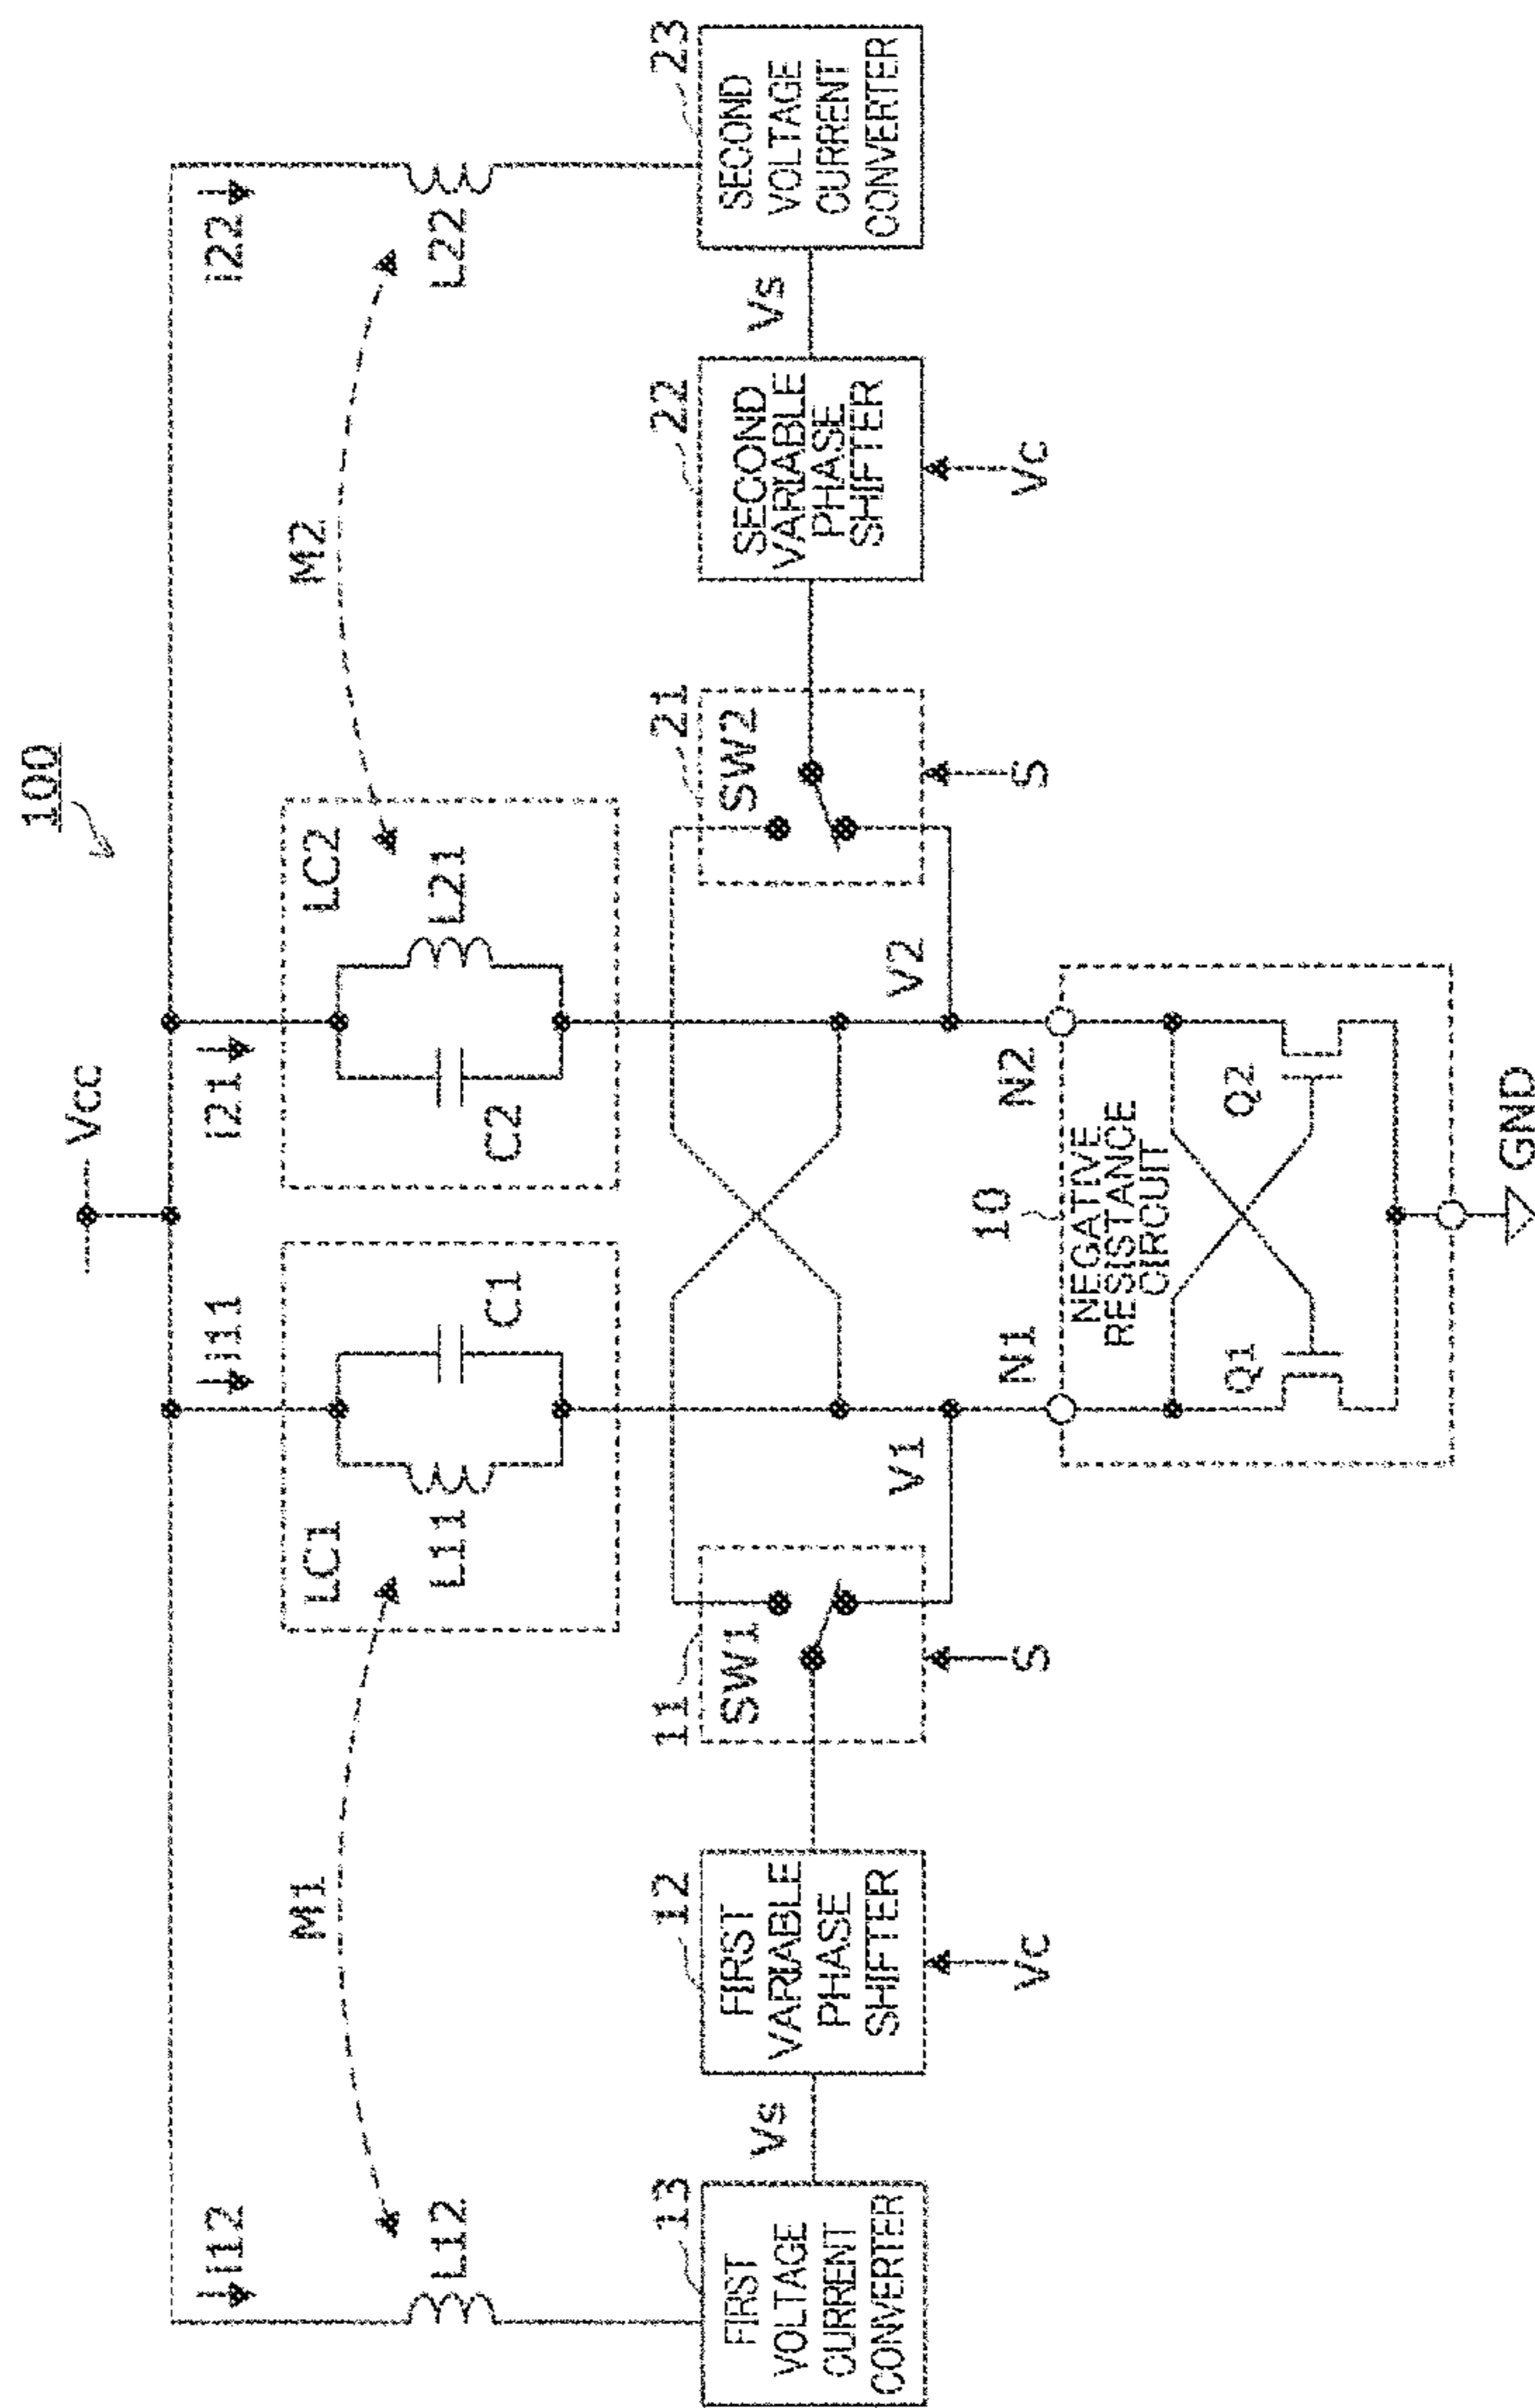 100
Vcc
I12
I11
I21
I22
M1
M2
LC1
LC2
L12
L11
C1
C2
L21
L22
13
12
11
21
22
23
FIRST
VOLTAGE
CURRENT
CONVERTER
Vs
FIRST
VARIABLE
PHASE
SHIFTER
SW1
SW2
SECOND
VARIABLE
PHASE
SHIFTER
Vs
SECOND
VOLTAGE
CURRENT
CONVERTER
V1
V2
Vc
S
S
Vc
N1
10
N2
NEGATIVE
RESISTANCE
CIRCUIT
Q1
Q2
GND